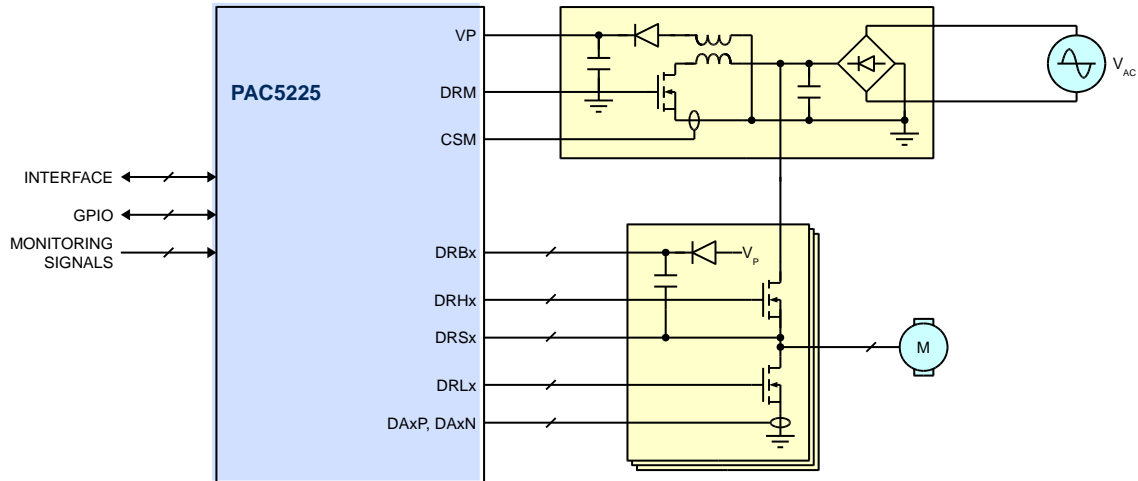 VP
PAC5225
DRM
CSM
V_AC
INTERFACE
GPIO
MONITORING
SIGNALS
DRBx
V_P
DRHx
DRSx
M
DRLx
DAxP, DAxN